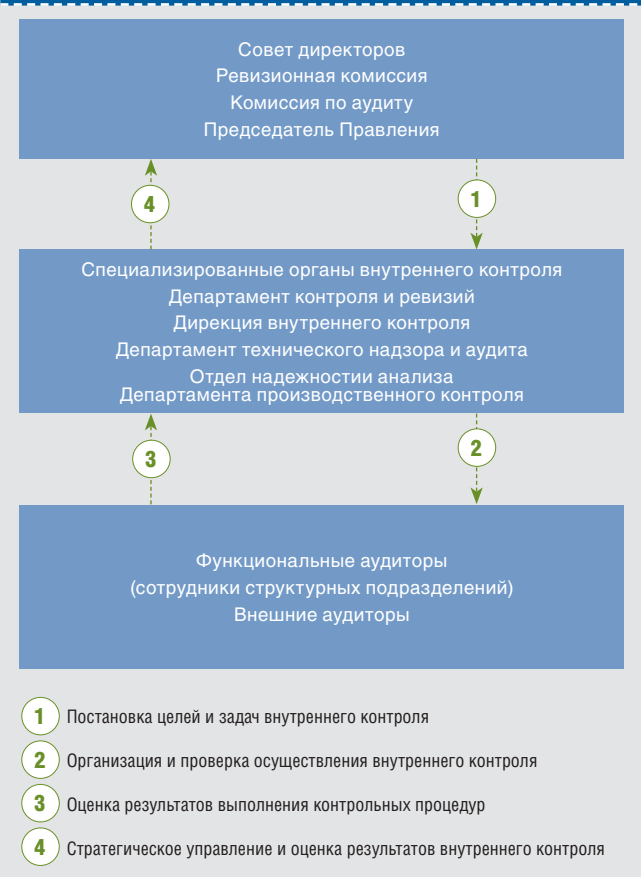 Совет директоров
Ревизионная комиссия
Комиссия по аудиту
Председатель Правления
4
1
Специализированные органы внутреннего контроля
Департамент контроля и ревизий
Дирекция внутреннего контроля
Департамент технического надзора и аудита
Отдел надежностии анализа
Департамента производственного контроля
3
2
Функциональные аудиторы
(сотрудники структурных подразделений)
Внешние аудиторы
1 Постановка целей и задач внутреннего контроля
2 Организация и проверка осуществления внутреннего контроля
3 Оценка результатов выполнения контрольных процедур
4 Стратегическое управление и оценка результатов внутреннего контроля